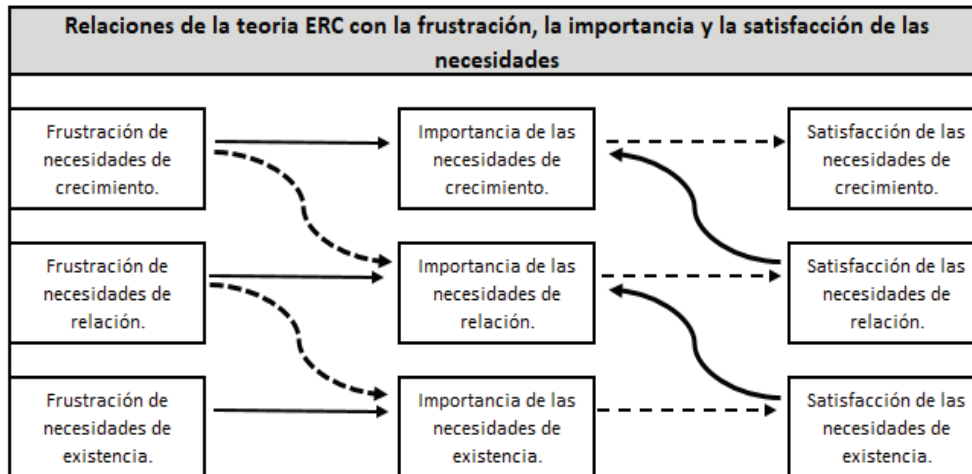 Relaciones de la teoria ERC con la frustración, la importancia y la satisfacción de las
necesidades
Frustración de
necesidades de
crecimiento.
Importancia de las
necesidades de
crecimiento.
Satisfacción de las
necesidades de
crecimiento.
Frustración de
necesidades de
relación.
Importancia de las
necesidades de
relación.
Satisfacción de las
necesidades de
relación.
Frustración de
necesidades de
existencia.
Importancia de las
necesidades de
existencia.
Satisfacción de las
necesidades de
existencia.